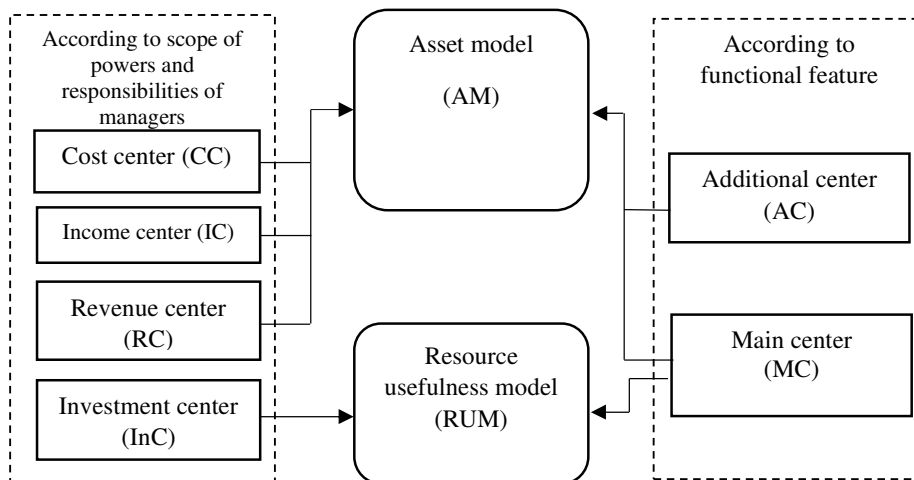 According to scope of
powers and
responsibilities of
managers
Cost center (CC)
Income center (IC)
Revenue center
(RC)
Investment center
(InC)
Asset model
(AM)
Resource
usefulness model
(RUM)
According to
functional feature
Additional center
(AC)
Main center
(MC)